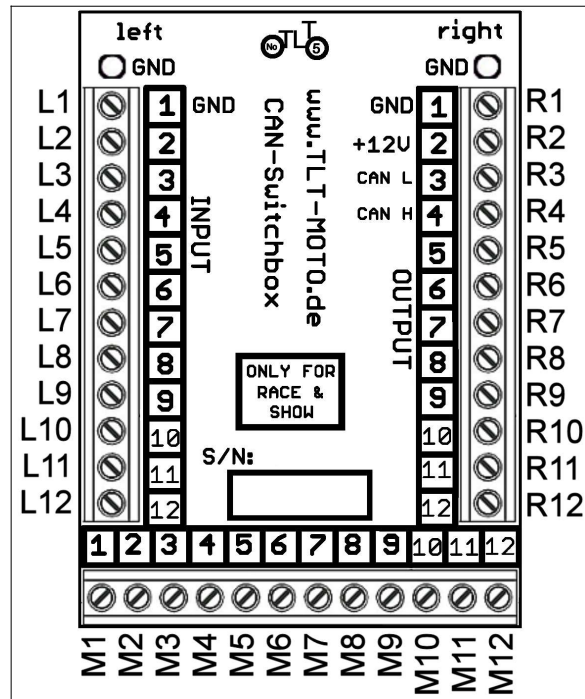 left
No TLT 5
right
GND
GND
L1 1 GND
GND 1 R1
L2 2
+12V 2 R2
L3 3
CAN L 3 R3
L4 4
CAN H 4 R4
L5 5
5 R5
L6 6
6 R6
L7 7
7 R7
L8 8
8 R8
L9 9
9 R9
L10 10
10 R10
L11 11
11 R11
L12 12
12 R12
INPUT
CAN-Switchbox
www.TLT-MOTO.de
OUTPUT
ONLY FOR
RACE &
SHOW
S/N:
1 2 3 4 5 6 7 8 9 10 11 12
M1 M2 M3 M4 M5 M6 M7 M8 M9 M10 M11 M12